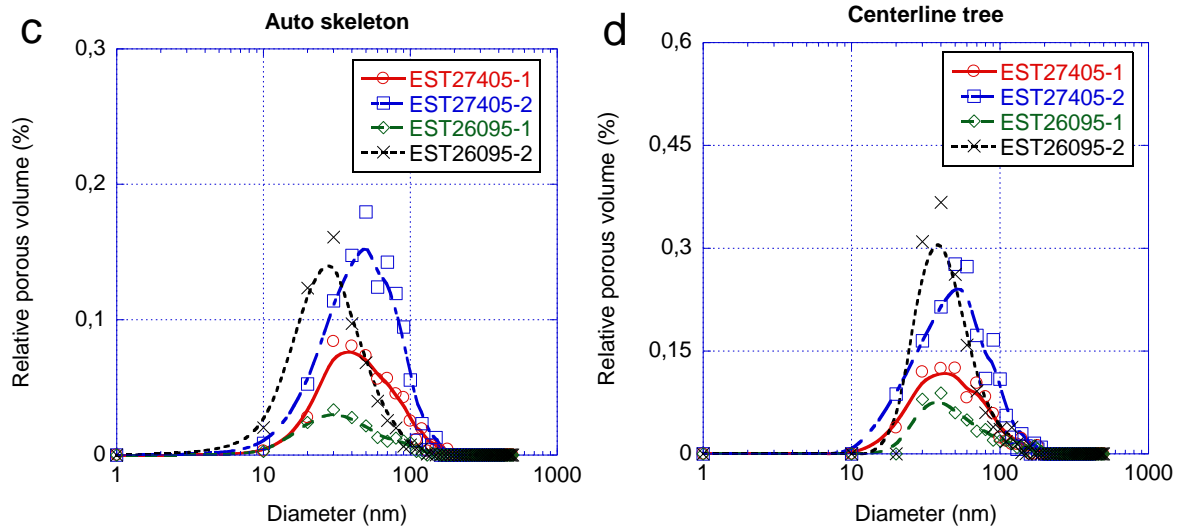 c
Auto skeleton
0,3
0,2
0,1
0
Relative porous volume (%)
EST27405-1
EST27405-2
EST26095-1
EST26095-2
1
10
100
1000
Diameter (nm)
d
Centerline tree
0,6
0,45
0,3
0,15
0
Relative porous volume (%)
EST27405-1
EST27405-2
EST26095-1
EST26095-2
1
10
100
1000
Diameter (nm)